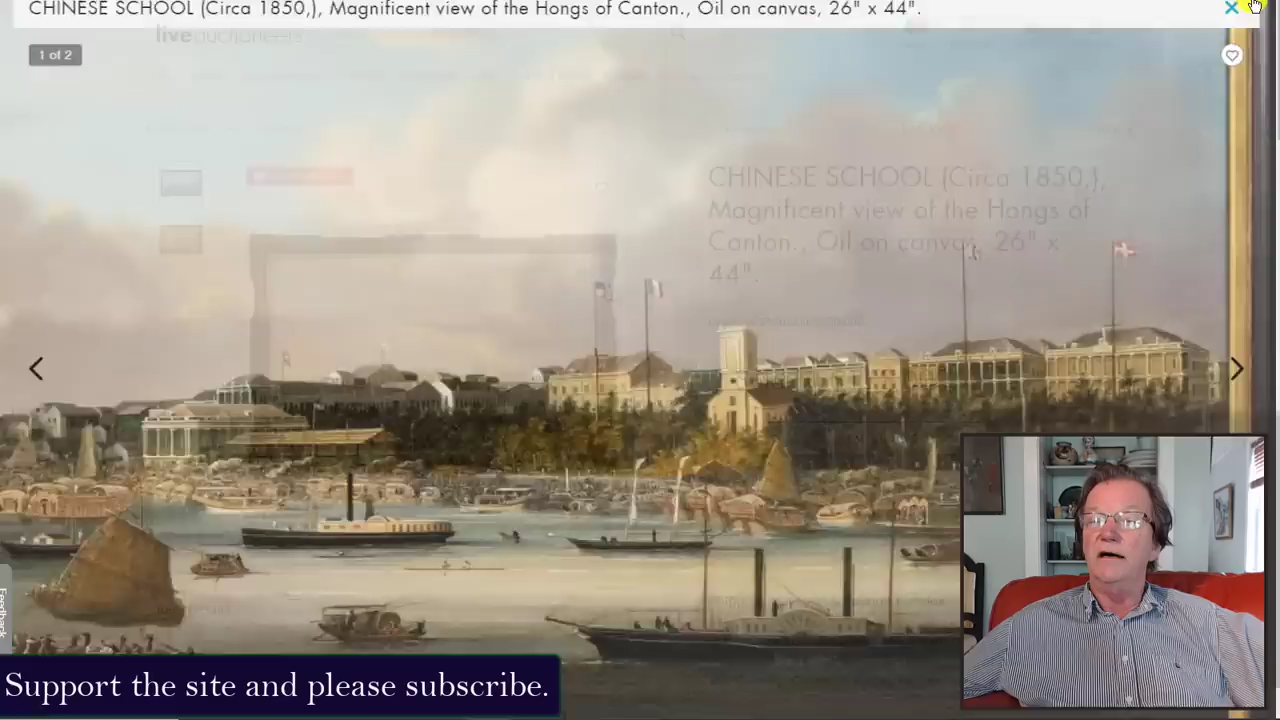 CHINESE SCHOOL (Circa 1850,), Magnificent view of the Hongs of Canton., Oil on canvas, 26" x 44".
liveauctioneers
1 of 2
CHINESE SCHOOL (Circa 1850,),
Magnificent view of the Hongs of
Canton., Oil on canvas, 26" x
44".
Feedback
Support the site and please subscribe.